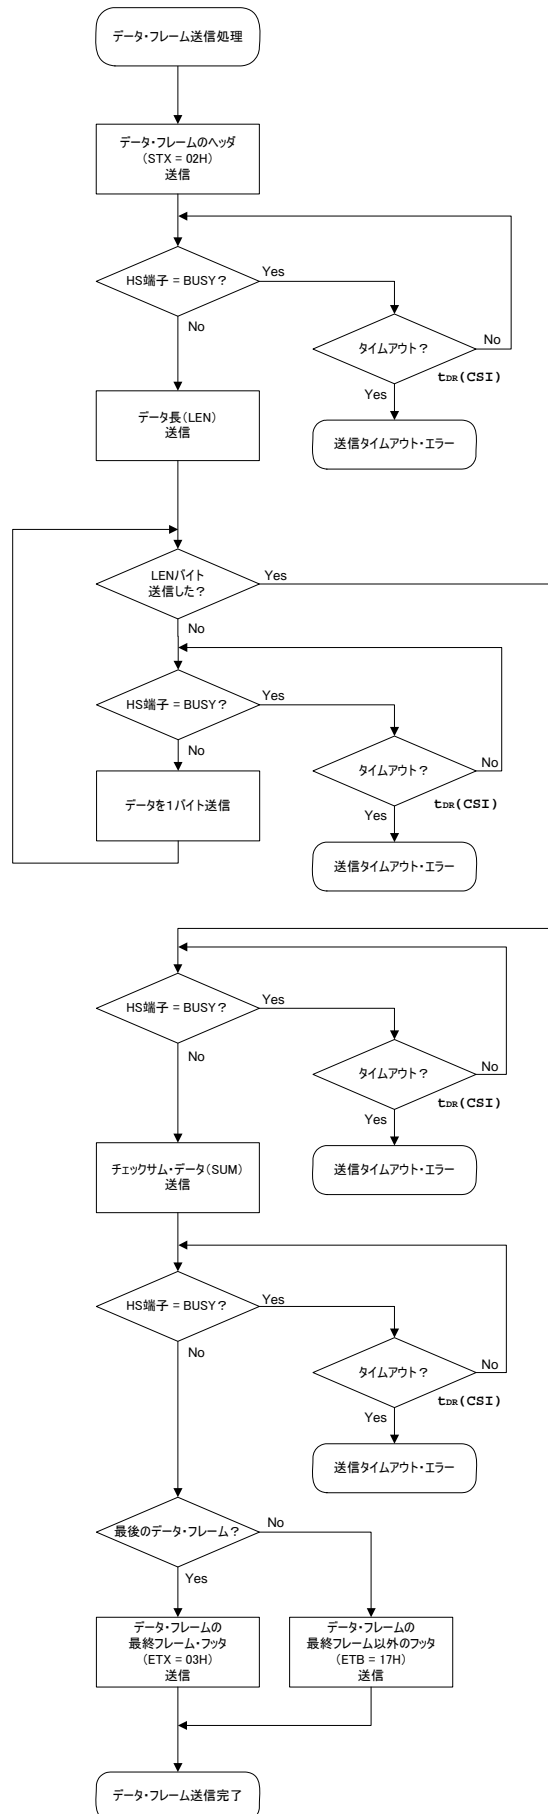 データ・フレーム送信処理
データ・フレームのヘッダ
（STX = 02H）
送信
HS端子 = BUSY？
Yes
No
タイムアウト？
No
tDR(CSI)
Yes
データ長（LEN）
送信
送信タイムアウト・エラー
LENバイト
送信した？
Yes
No
HS端子 = BUSY？
Yes
No
タイムアウト？
No
データを１バイト送信
tDR(CSI)
Yes
送信タイムアウト・エラー
HS端子 = BUSY？
Yes
No
タイムアウト？
No
tDR(CSI)
Yes
チェックサム・データ（SUM）
送信
送信タイムアウト・エラー
HS端子 = BUSY？
Yes
No
タイムアウト？
No
tDR(CSI)
Yes
送信タイムアウト・エラー
最後のデータ・フレーム？
No
Yes
データ・フレームの
最終フレーム・フッタ
（ETX = 03H）
送信
データ・フレームの
最終フレーム以外のフッタ
（ETB = 17H）
送信
データ・フレーム送信完了